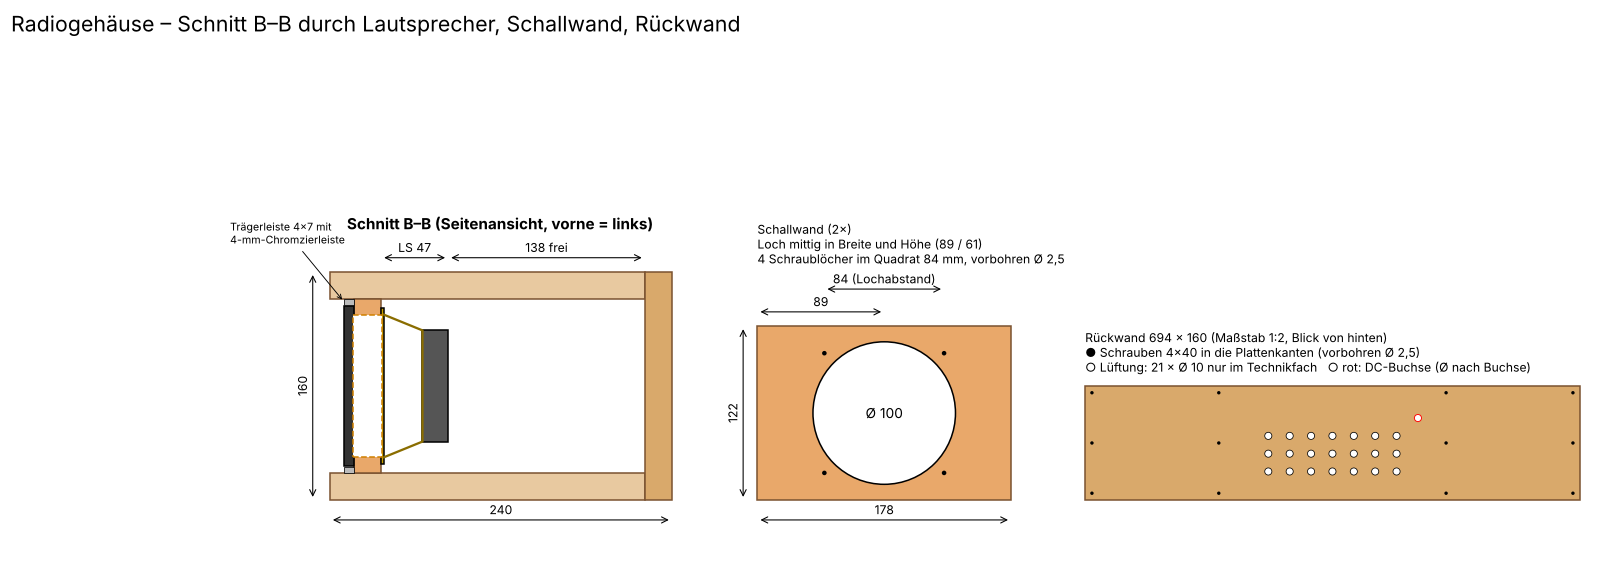 Radiogehäuse – Schnitt B–B durch Lautsprecher, Schallwand, Rückwand
Trägerleiste 4×7 mit
4-mm-Chromzierleiste
Schnitt B–B (Seitenansicht, vorne = links)
LS 47
138 frei
160
240
Schallwand (2×)
Loch mittig in Breite und Höhe (89 / 61)
4 Schraublöcher im Quadrat 84 mm, vorbohren Ø 2,5
84 (Lochabstand)
89
122
Ø 100
178
Rückwand 694 × 160 (Maßstab 1:2, Blick von hinten)
● Schrauben 4×40 in die Plattenkanten (vorbohren Ø 2,5)
○ Lüftung: 21 × Ø 10 nur im Technikfach ○ rot: DC-Buchse (Ø nach Buchse)